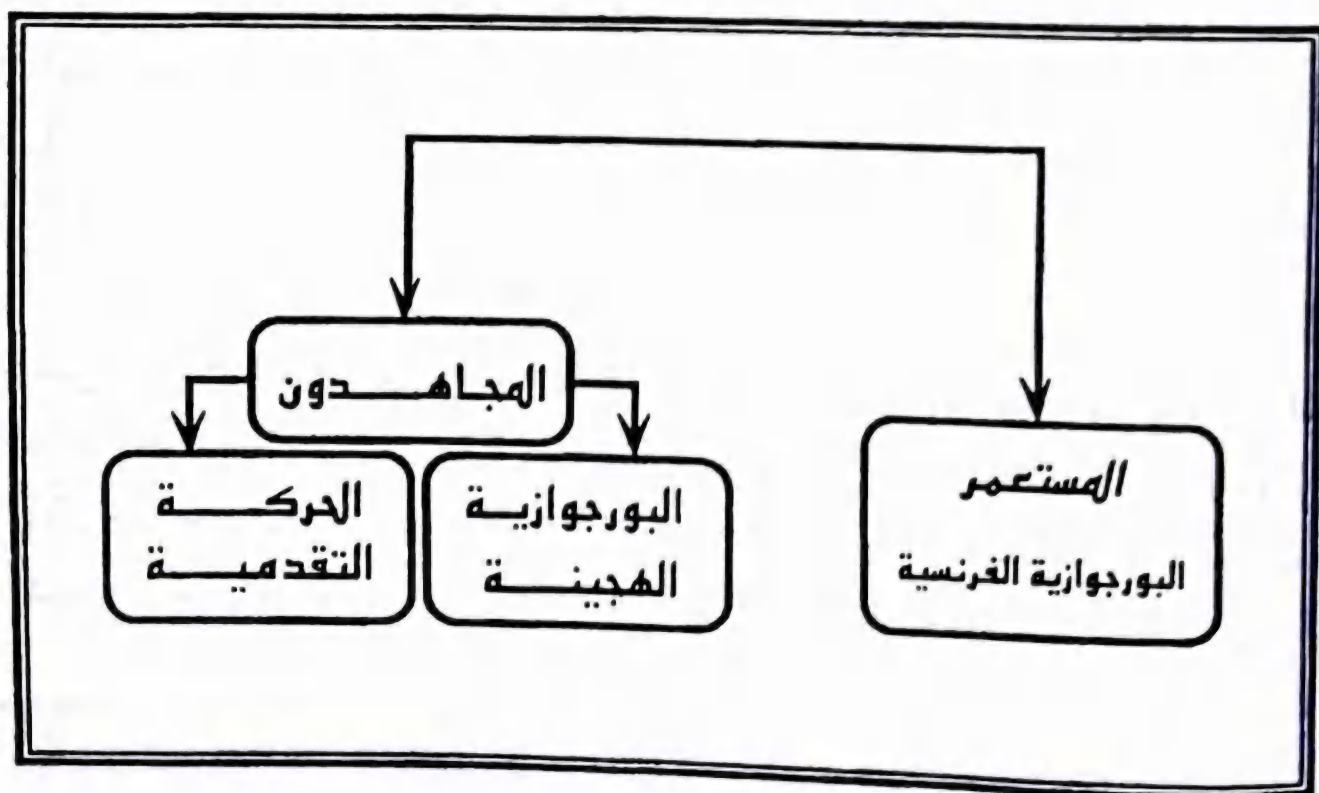 المجاهدون
المستعمر
البورجوازية الفرنسية
البورجوازية
الهجينة
الحركة
التقدمية